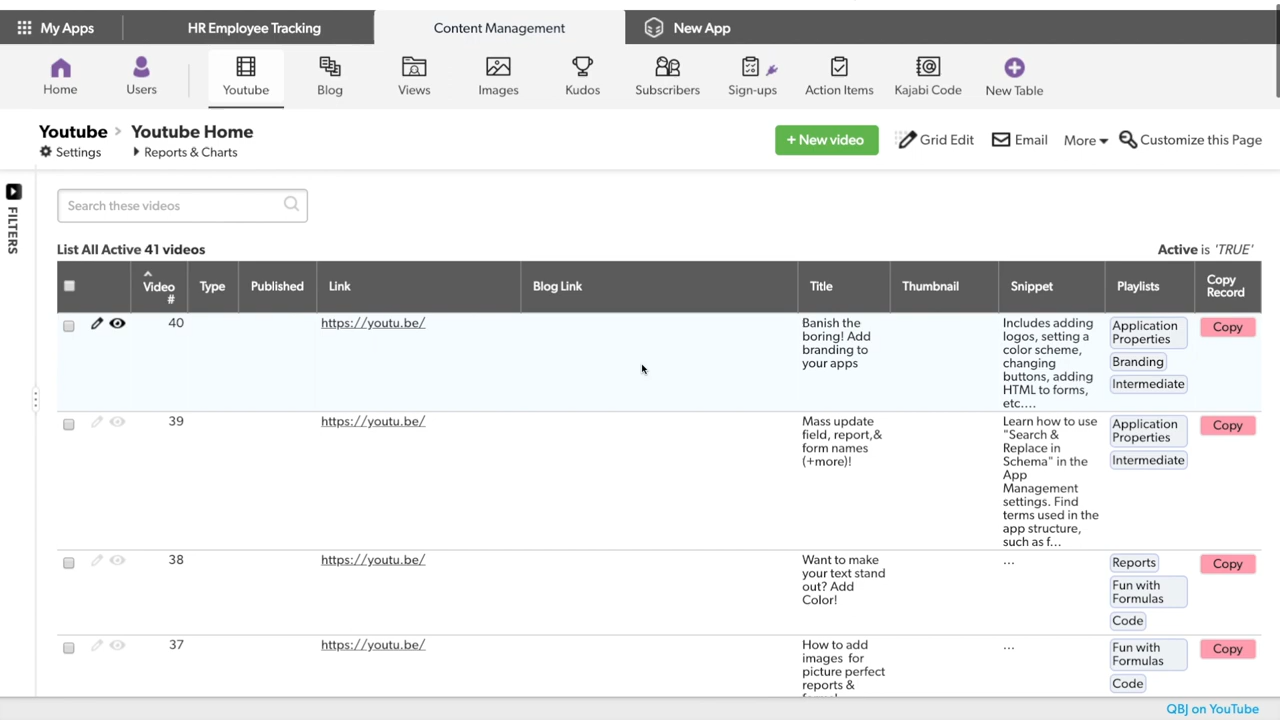 My Apps
HR Employee Tracking
Content Management
New App
Home
Users
Youtube
Blog
Views
Images
Kudos
Subscribers
Sign-ups
Action Items
Kajabi Code
New Table
Youtube > Youtube Home
Settings
Reports & Charts
+ New video
Grid Edit
Email
More
Customize this Page
FILTERS
Search these videos
List All Active 41 videos
Active is 'TRUE'
Video
#
Type
Published
Link
Blog Link
Title
Thumbnail
Snippet
Playlists
Copy
Record
40
https://youtu.be/
Banish the
boring! Add
branding to
your apps
Includes adding
logos, setting a
color scheme,
changing
buttons, adding
HTML to forms,
etc....
Application
Properties
Branding
Intermediate
Copy
39
https://youtu.be/
Mass update
field, report,&
form names
(+more)!
Learn how to use
"Search &
Replace in
Schema" in the
App
Management
settings. Find
terms used in the
app structure,
such as f...
Application
Properties
Intermediate
Copy
38
https://youtu.be/
Want to make
your text stand
out? Add
Color!
...
Reports
Fun with
Formulas
Code
Copy
37
https://youtu.be/
How to add
images for
picture perfect
reports &
...
Fun with
Formulas
Code
Copy
QBJ on YouTube